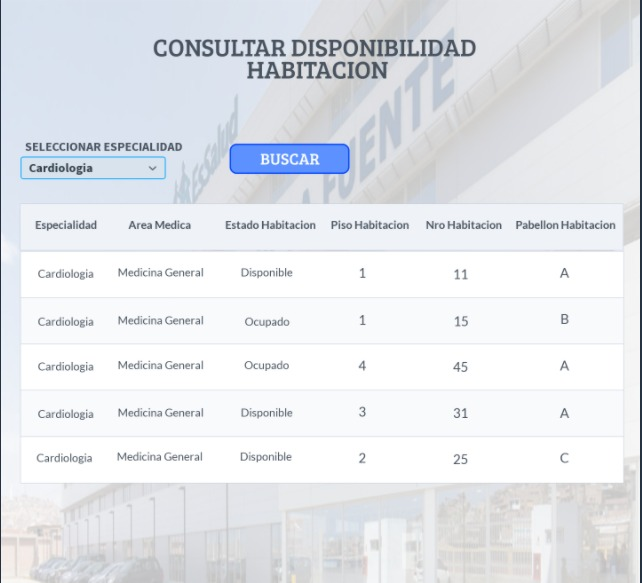 CONSULTAR DISPONIBILIDAD
HABITACION
EsSalud
A FUENTE
SELECCIONAR ESPECIALIDAD
Cardiologia
BUSCAR
Especialidad Area Medica Estado Habitacion Piso Habitacion Nro Habitacion Pabellon Habitacion
Cardiologia Medicina General Disponible 1 11 A
Cardiologia Medicina General Ocupado 1 15 B
Cardiologia Medicina General Ocupado 4 45 A
Cardiologia Medicina General Disponible 3 31 A
Cardiologia Medicina General Disponible 2 25 C